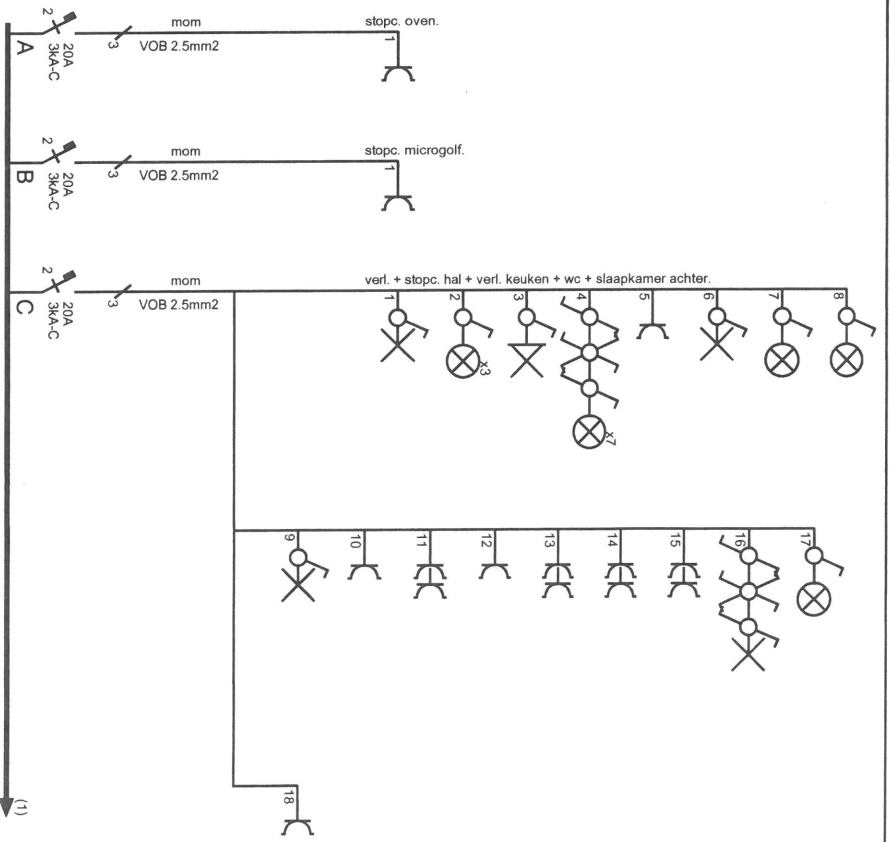 2
A
20A
3kA-C
3
mom
VOB 2.5mm2
stopc. oven.
1
2
B
20A
3kA-C
3
mom
VOB 2.5mm2
stopc. microgolf.
1
2
C
20A
3kA-C
3
mom
VOB 2.5mm2
verl. + stopc. hal + verl. keuken + wc + slaapkamer achter.
1
2
3
4
5
6
7
8
x3
x7
9
10
11
12
13
14
15
16
17
18
(1)